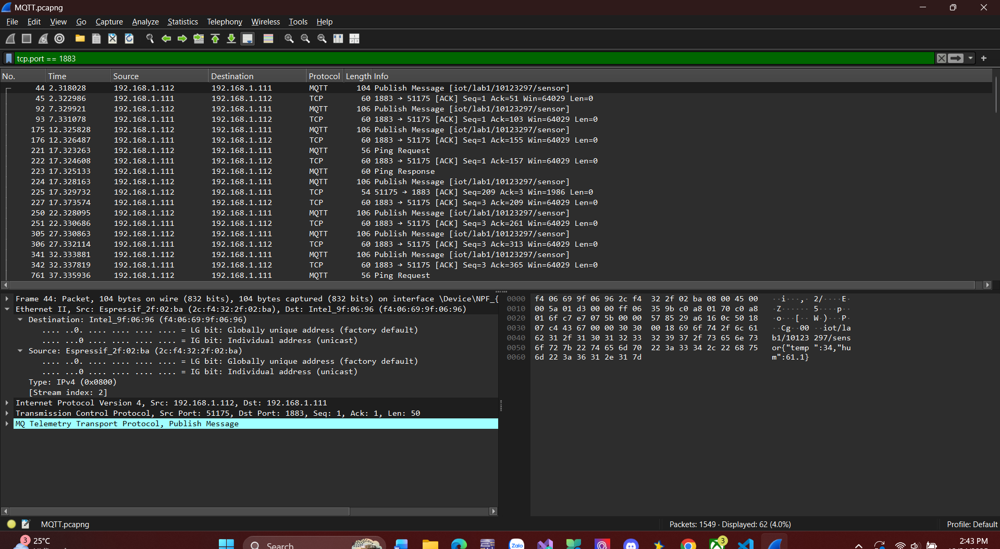 MQTT.pcapng
File Edit View Go Capture Analyze Statistics Telephony Wireless Tools Help
tcp.port == 1883
No. Time Source Destination Protocol Length Info
44 2.318028 192.168.1.112 192.168.1.111 MQTT 104 Publish Message [iot/lab1/10123297/sensor]
45 2.322986 192.168.1.111 192.168.1.112 TCP 60 1883 → 51175 [ACK] Seq=1 Ack=51 Win=64029 Len=0
92 7.329921 192.168.1.112 192.168.1.111 MQTT 106 Publish Message [iot/lab1/10123297/sensor]
93 7.331078 192.168.1.111 192.168.1.112 TCP 60 1883 → 51175 [ACK] Seq=1 Ack=103 Win=64029 Len=0
175 12.325828 192.168.1.112 192.168.1.111 MQTT 106 Publish Message [iot/lab1/10123297/sensor]
176 12.326487 192.168.1.111 192.168.1.112 TCP 60 1883 → 51175 [ACK] Seq=1 Ack=155 Win=64029 Len=0
221 17.323263 192.168.1.112 192.168.1.111 MQTT 56 Ping Request
222 17.324608 192.168.1.111 192.168.1.112 TCP 60 1883 → 51175 [ACK] Seq=1 Ack=157 Win=64029 Len=0
223 17.325133 192.168.1.111 192.168.1.112 MQTT 60 Ping Response
224 17.328163 192.168.1.112 192.168.1.111 MQTT 106 Publish Message [iot/lab1/10123297/sensor]
225 17.329732 192.168.1.112 192.168.1.111 TCP 54 51175 → 1883 [ACK] Seq=209 Ack=3 Win=1986 Len=0
227 17.373574 192.168.1.111 192.168.1.112 TCP 60 1883 → 51175 [ACK] Seq=3 Ack=209 Win=64029 Len=0
250 22.328095 192.168.1.112 192.168.1.111 MQTT 106 Publish Message [iot/lab1/10123297/sensor]
251 22.330686 192.168.1.111 192.168.1.112 TCP 60 1883 → 51175 [ACK] Seq=3 Ack=261 Win=64029 Len=0
305 27.330863 192.168.1.112 192.168.1.111 MQTT 106 Publish Message [iot/lab1/10123297/sensor]
306 27.332114 192.168.1.111 192.168.1.112 TCP 60 1883 → 51175 [ACK] Seq=3 Ack=313 Win=64029 Len=0
341 32.333881 192.168.1.112 192.168.1.111 MQTT 106 Publish Message [iot/lab1/10123297/sensor]
342 32.337819 192.168.1.111 192.168.1.112 TCP 60 1883 → 51175 [ACK] Seq=3 Ack=365 Win=64029 Len=0
761 37.335936 192.168.1.112 192.168.1.111 MQTT 56 Ping Request
Frame 44: Packet, 104 bytes on wire (832 bits), 104 bytes captured (832 bits) on interface \Device\NPF_{
Ethernet II, Src: Espressif_2f:02:ba (2c:f4:32:2f:02:ba), Dst: Intel_9f:06:96 (f4:06:69:9f:06:96)
Destination: Intel_9f:06:96 (f4:06:69:9f:06:96)
.... ..0. .... .... .... .... = LG bit: Globally unique address (factory default)
.... ...0 .... .... .... .... = IG bit: Individual address (unicast)
Source: Espressif_2f:02:ba (2c:f4:32:2f:02:ba)
.... ..0. .... .... .... .... = LG bit: Globally unique address (factory default)
.... ...0 .... .... .... .... = IG bit: Individual address (unicast)
Type: IPv4 (0x0800)
[Stream index: 2]
Internet Protocol Version 4, Src: 192.168.1.112, Dst: 192.168.1.111
Transmission Control Protocol, Src Port: 51175, Dst Port: 1883, Seq: 1, Ack: 1, Len: 50
MQ Telemetry Transport Protocol, Publish Message
0000 f4 06 69 9f 06 96 2c f4 32 2f 02 ba 08 00 45 00 ··i···,· 2/····E·
0010 00 5a 01 d3 00 00 ff 06 35 9b c0 a8 01 70 c0 a8 ·Z······ 5····p··
0020 01 6f c7 e7 07 5b 00 00 57 85 29 a6 16 0c 50 18 ·o···[·· W·)···P·
0030 07 c4 43 67 00 00 30 30 00 18 69 6f 74 2f 6c 61 ··Cg··00 ··iot/la
0040 62 31 2f 31 30 31 32 33 32 39 37 2f 73 65 6e 73 b1/10123 297/sens
0050 6f 72 7b 22 74 65 6d 70 22 3a 33 34 2c 22 68 75 or{"temp ":34,"hu
0060 6d 22 3a 36 31 2e 31 7d m":61.1}
MQTT.pcapng
Packets: 1549 · Displayed: 62 (4.0%)
Profile: Default
3
25°C
Search
Zalo
3
2:43 PM